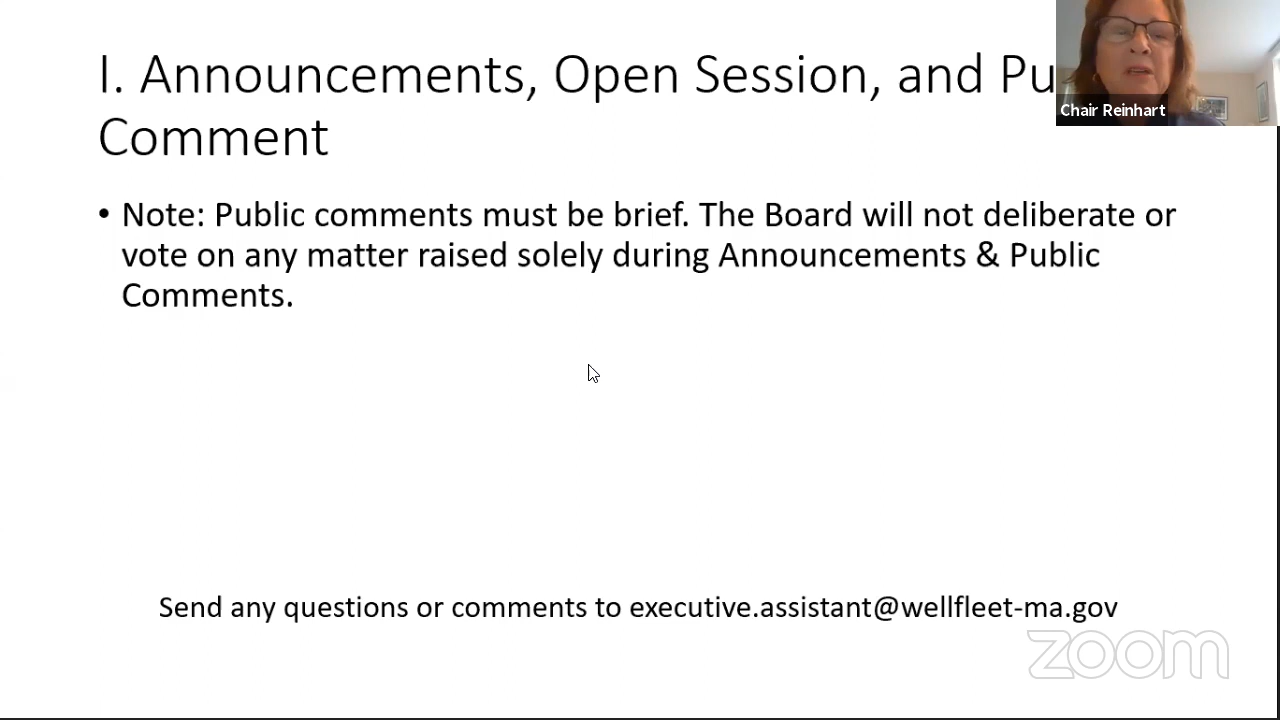 I. Announcements, Open Session, and Pu
Comment
Chair Reinhart
• Note: Public comments must be brief. The Board will not deliberate or
vote on any matter raised solely during Announcements & Public
Comments.
Send any questions or comments to executive.assistant@wellfleet-ma.gov
zoom